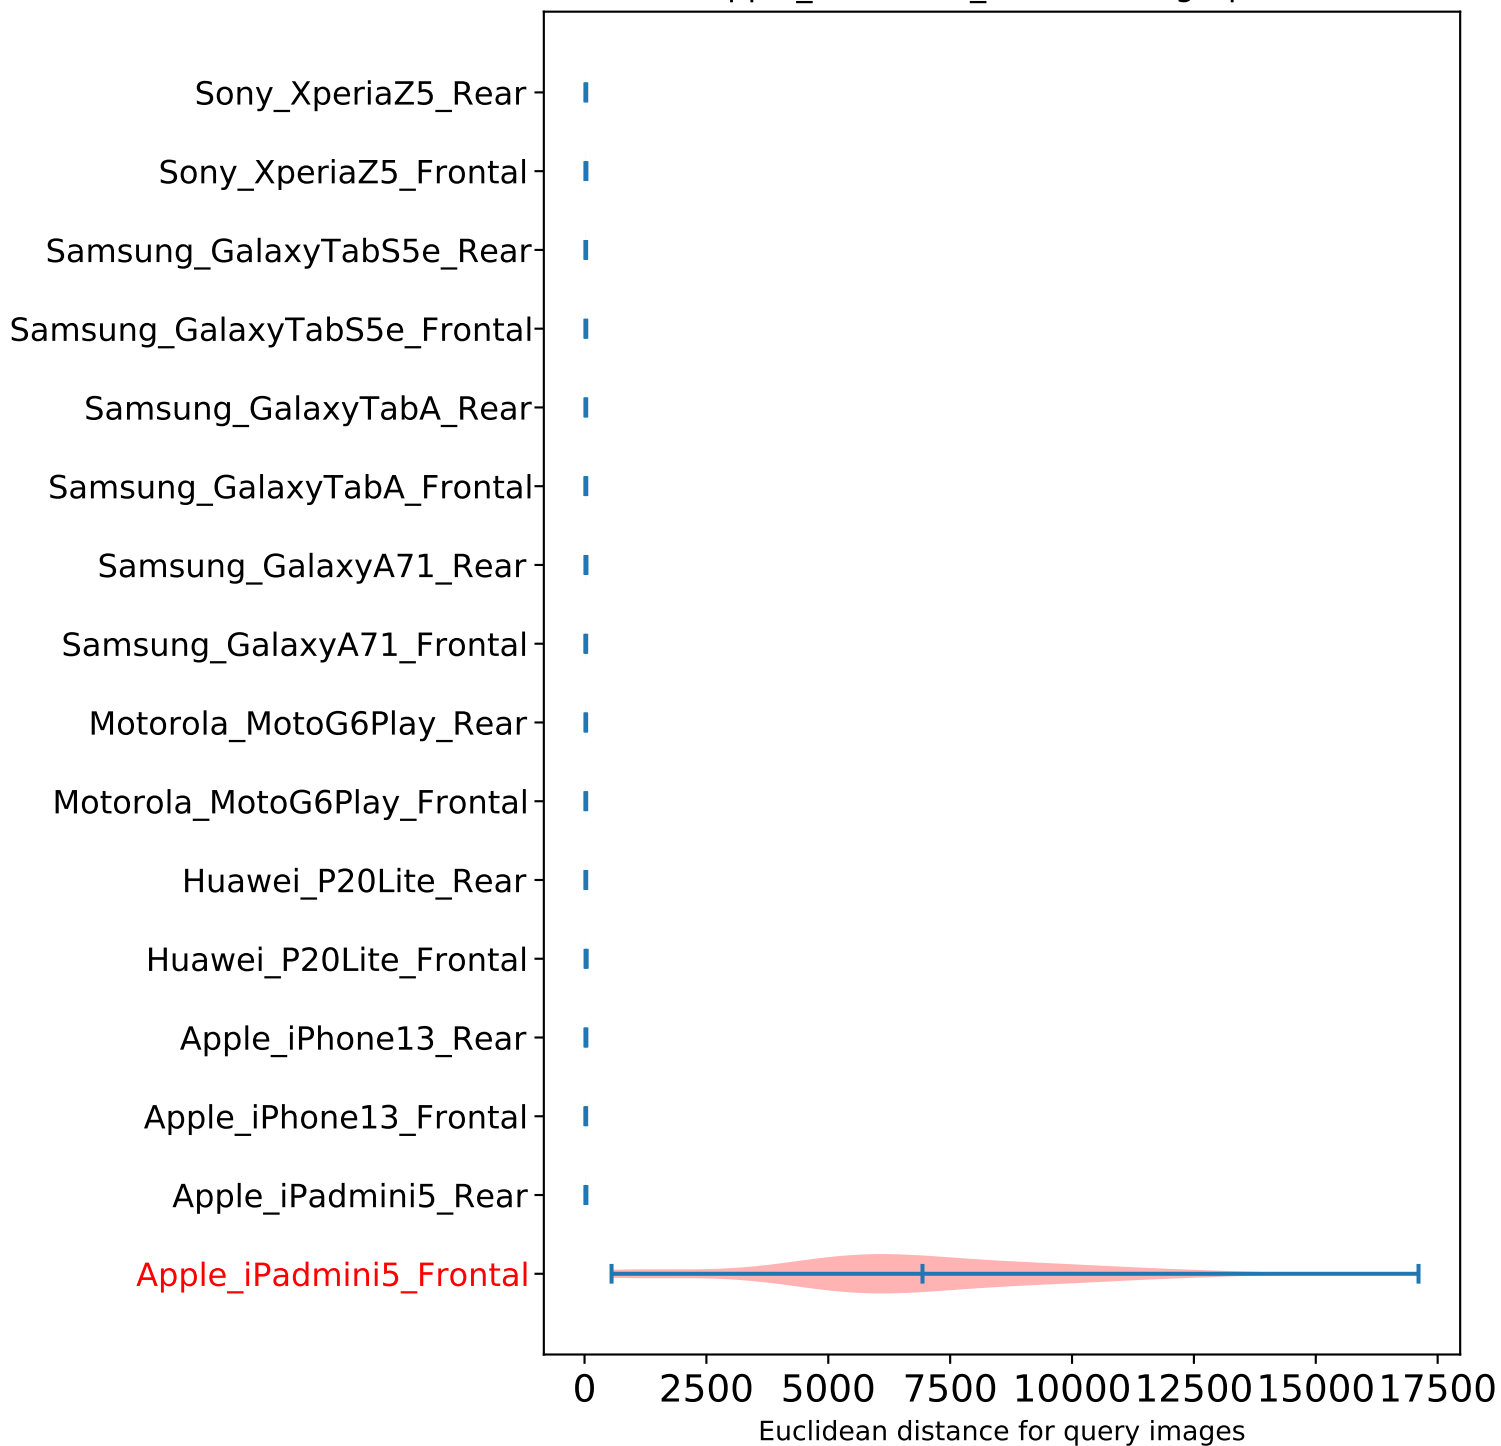 Sony_XperiaZ5_Rear
Sony_XperiaZ5_Frontal
Samsung_GalaxyTabS5e_Rear
Samsung_GalaxyTabS5e_Frontal
Samsung_GalaxyTabA_Rear
Samsung_GalaxyTabA_Frontal
Samsung_GalaxyA71_Rear
Samsung_GalaxyA71_Frontal
Motorola_MotoG6Play_Rear
Motorola_MotoG6Play_Frontal
Huawei_P20Lite_Rear
Huawei_P20Lite_Frontal
Apple_iPhone13_Rear
Apple_iPhone13_Frontal
Apple_iPadmini5_Rear
Apple_iPadmini5_Frontal
0 2500 5000 7500 10000 12500 15000 17500
Euclidean distance for query images